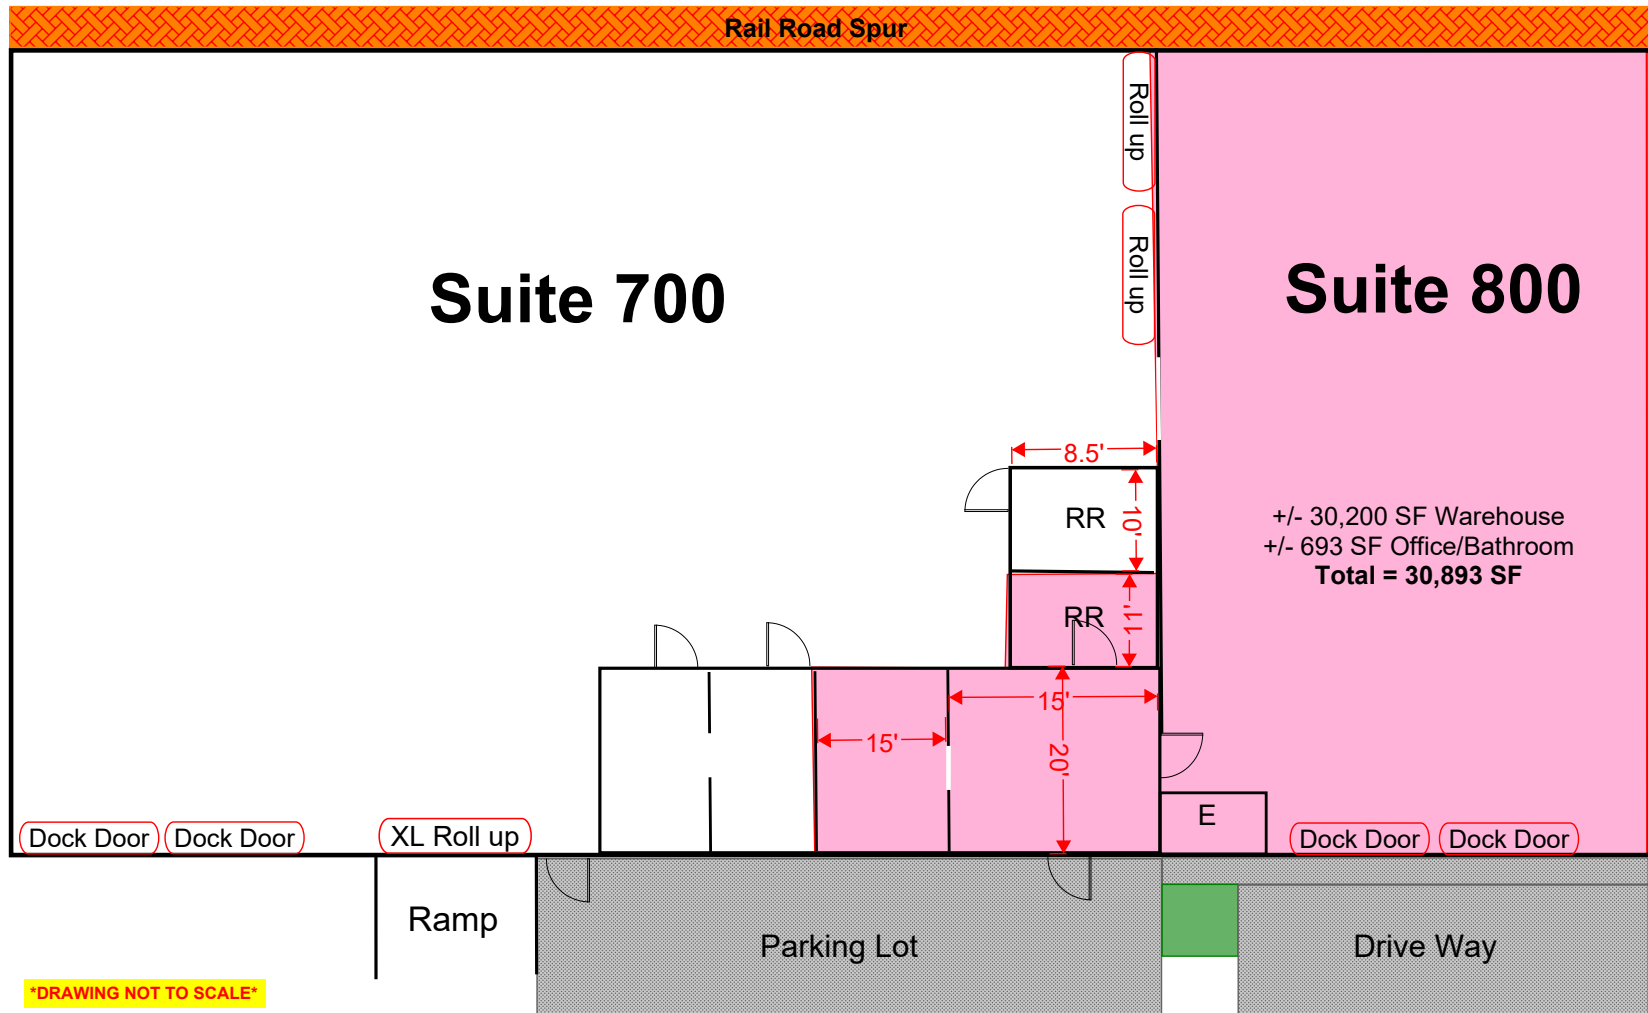 Rail Road Spur
Roll up
Roll up
Suite 700
Suite 800
8.5'
RR
10'
+/- 30,200 SF Warehouse
+/- 693 SF Office/Bathroom
Total = 30,893 SF
RR
11'
15'
15'
20'
E
Dock Door
Dock Door
XL Roll up
Dock Door
Dock Door
Ramp
Parking Lot
Drive Way
*DRAWING NOT TO SCALE*